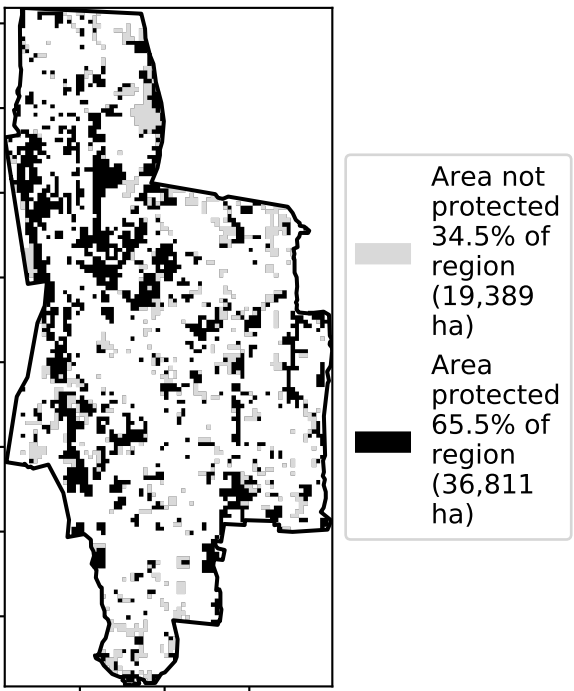 Area not
protected
34.5% of
region
(19,389
ha)
Area
protected
65.5% of
region
(36,811
ha)